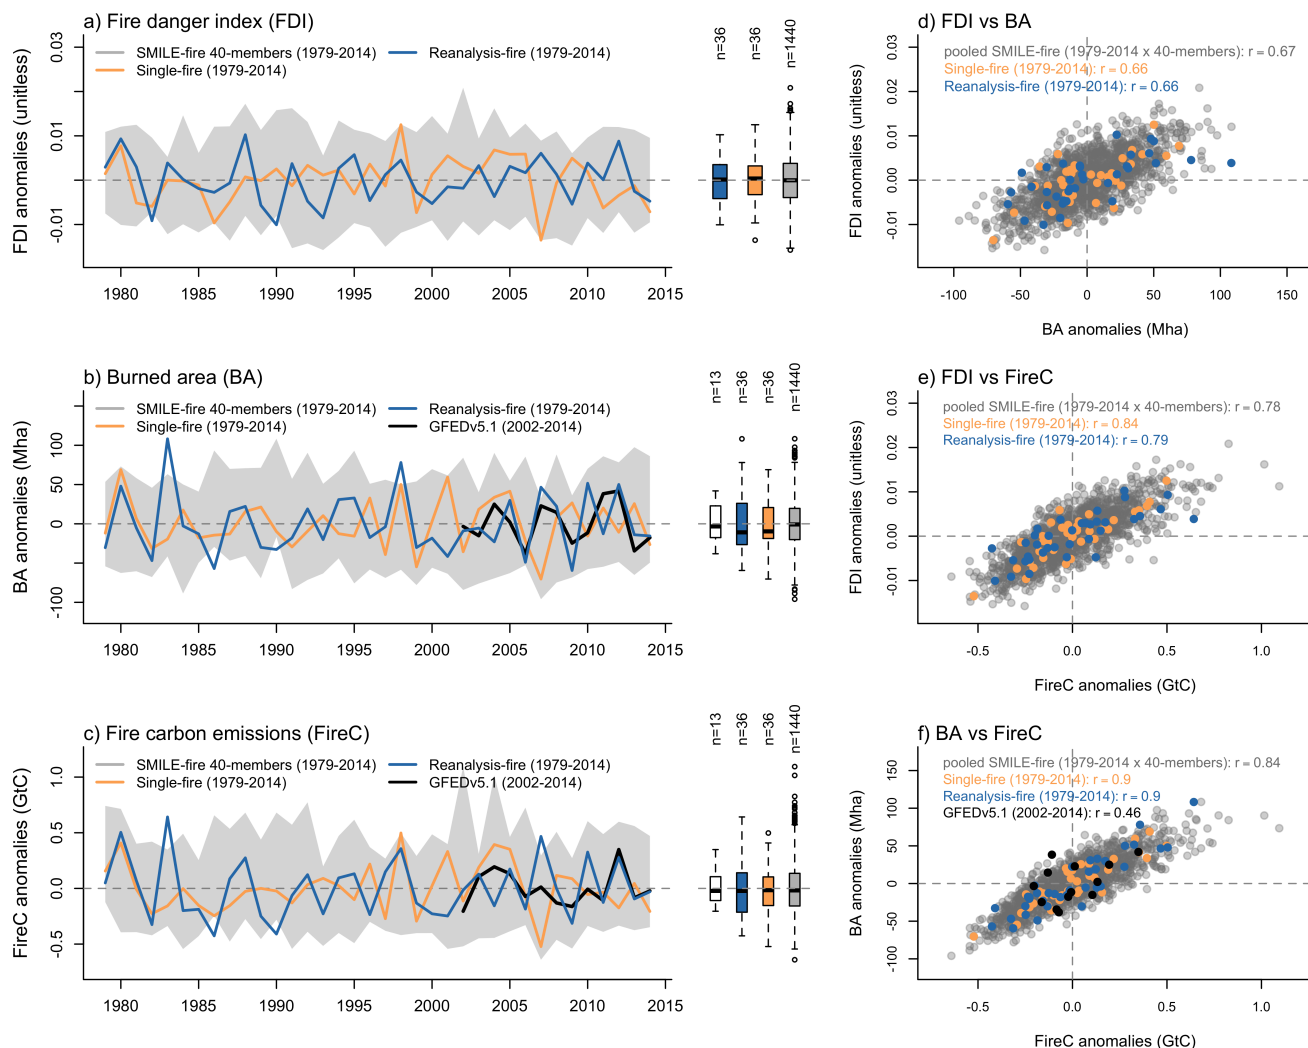 a) Fire danger index (FDI)
SMILE-fire 40-members (1979-2014)
Single-fire (1979-2014)
Reanalysis-fire (1979-2014)
FDI anomalies (unitless)
0.03
0.01
-0.01
1980 1985 1990 1995 2000 2005 2010 2015
n=36 n=36 n=1440
d) FDI vs BA
pooled SMILE-fire (1979-2014 x 40-members): r = 0.67
Single-fire (1979-2014): r = 0.66
Reanalysis-fire (1979-2014): r = 0.66
FDI anomalies (unitless)
0.03
0.02
0.01
0.00
-0.01
-100 -50 0 50 100 150
BA anomalies (Mha)
b) Burned area (BA)
SMILE-fire 40-members (1979-2014)
Single-fire (1979-2014)
Reanalysis-fire (1979-2014)
GFEDv5.1 (2002-2014)
BA anomalies (Mha)
100
50
0
-100
1980 1985 1990 1995 2000 2005 2010 2015
n=13 n=36 n=36 n=1440
e) FDI vs FireC
pooled SMILE-fire (1979-2014 x 40-members): r = 0.78
Single-fire (1979-2014): r = 0.84
Reanalysis-fire (1979-2014): r = 0.79
FDI anomalies (unitless)
0.03
0.01
0.00
-0.01
-0.5 0.0 0.5 1.0
FireC anomalies (GtC)
c) Fire carbon emissions (FireC)
SMILE-fire 40-members (1979-2014)
Single-fire (1979-2014)
Reanalysis-fire (1979-2014)
GFEDv5.1 (2002-2014)
FireC anomalies (GtC)
1.0
0.5
0.0
-0.5
1980 1985 1990 1995 2000 2005 2010 2015
n=13 n=36 n=36 n=1440
f) BA vs FireC
pooled SMILE-fire (1979-2014 x 40-members): r = 0.84
Single-fire (1979-2014): r = 0.9
Reanalysis-fire (1979-2014): r = 0.9
GFEDv5.1 (2002-2014): r = 0.46
BA anomalies (Mha)
150
100
50
0
-50
-100
-0.5 0.0 0.5 1.0
FireC anomalies (GtC)